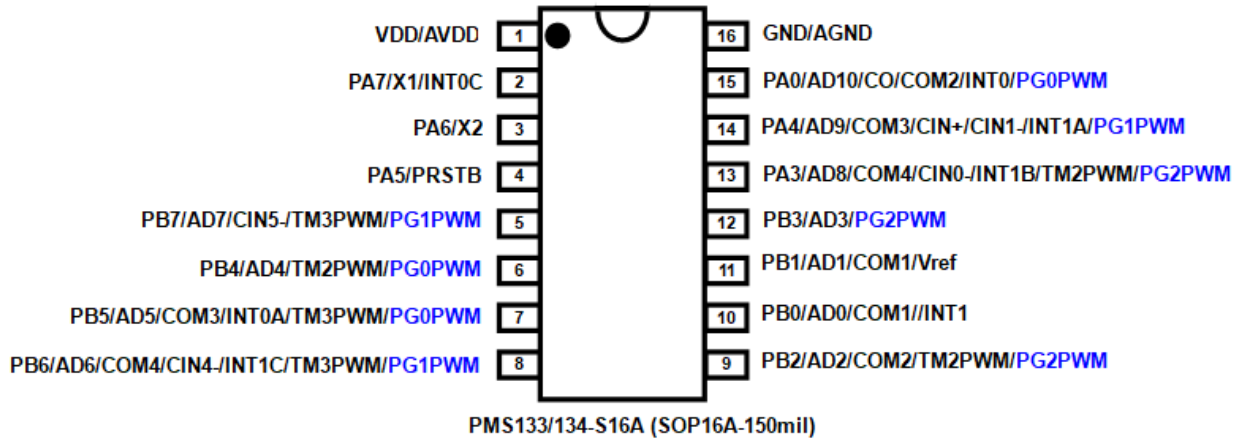 VDD/AVDD 1 16 GND/AGND
PA7/X1/INT0C 2 15 PA0/AD10/CO/COM2/INT0/PG0PWM
PA6/X2 3 14 PA4/AD9/COM3/CIN+/CIN1-/INT1A/PG1PWM
PA5/PRSTB 4 13 PA3/AD8/COM4/CIN0-/INT1B/TM2PWM/PG2PWM
PB7/AD7/CIN5-/TM3PWM/PG1PWM 5 12 PB3/AD3/PG2PWM
PB4/AD4/TM2PWM/PG0PWM 6 11 PB1/AD1/COM1/Vref
PB5/AD5/COM3/INT0A/TM3PWM/PG0PWM 7 10 PB0/AD0/COM1//INT1
PB6/AD6/COM4/CIN4-/INT1C/TM3PWM/PG1PWM 8 9 PB2/AD2/COM2/TM2PWM/PG2PWM
PMS133/134-S16A (SOP16A-150mil)